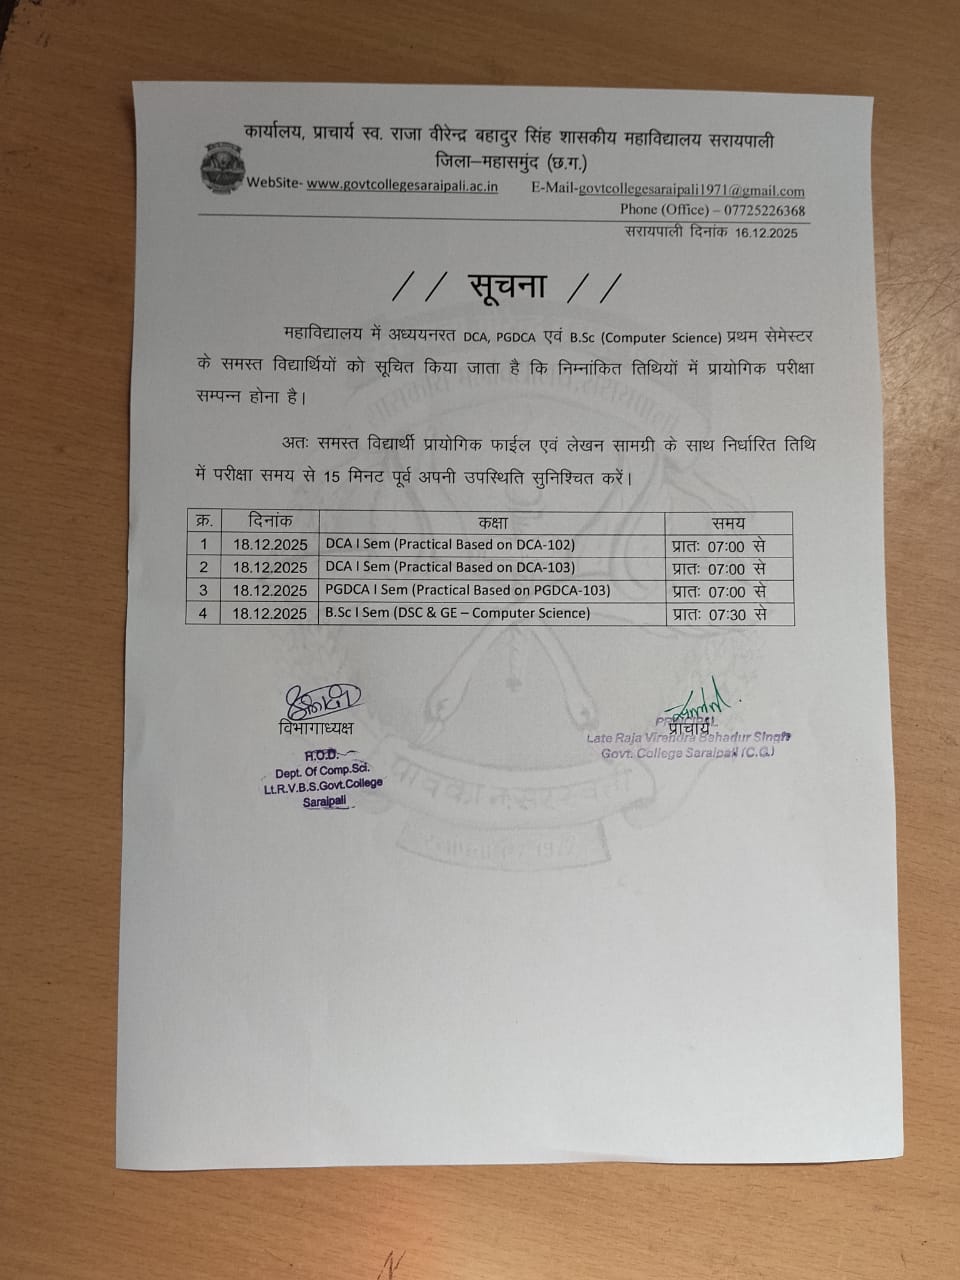 कार्यालय, प्राचार्य स्व. राजा वीरेन्द्र बहादुर सिंह शासकीय महाविद्यालय सरायपाली
जिला–महासमुंद (छ.ग.)
WebSite- www.govtcollegesaraipali.ac.in E-Mail-govtcollegesaraipali1971@gmail.com
Phone (Office) – 07725226368
सरायपाली दिनांक 16.12.2025
// सूचना //
महाविद्यालय में अध्ययनरत DCA, PGDCA एवं B.Sc (Computer Science) प्रथम सेमेस्टर
के समस्त विद्यार्थियों को सूचित किया जाता है कि निम्नांकित तिथियों में प्रायोगिक परीक्षा
सम्पन्न होना है।
अतः समस्त विद्यार्थी प्रायोगिक फाईल एवं लेखन सामग्री के साथ निर्धारित तिथि
में परीक्षा समय से 15 मिनट पूर्व अपनी उपस्थिति सुनिश्चित करें।
क्र. दिनांक कक्षा समय
1 18.12.2025 DCA I Sem (Practical Based on DCA-102) प्रातः 07:00 से
2 18.12.2025 DCA I Sem (Practical Based on DCA-103) प्रातः 07:00 से
3 18.12.2025 PGDCA I Sem (Practical Based on PGDCA-103) प्रातः 07:00 से
4 18.12.2025 B.Sc I Sem (DSC & GE – Computer Science) प्रातः 07:30 से
विभागाध्यक्ष
H.O.D.
Dept. Of Comp.Sci.
Lt.R.V.B.S.Govt.College
Saraipali
PRINCIPAL
प्राचार्य
Late Raja Virendra Bahadur Singh
Govt. College Saraipali (C.G.)